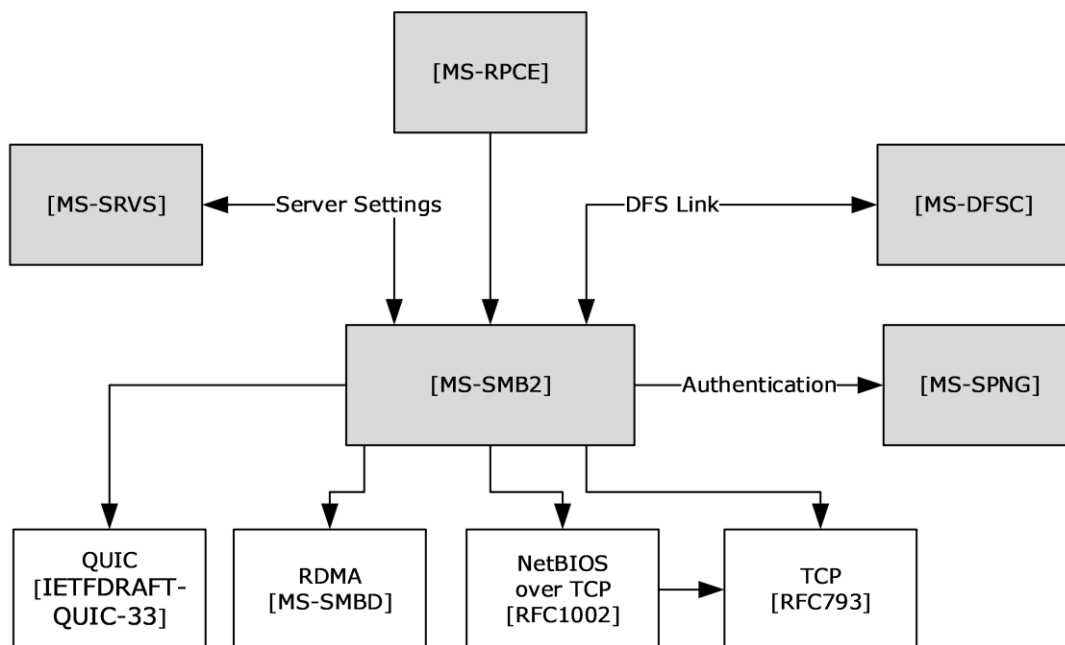 [MS-RPCE]
[MS-SRVS]
Server Settings
DFS Link
[MS-DFSC]
[MS-SMB2]
Authentication
[MS-SPNG]
QUIC
[IETFDRAFT-
QUIC-33]
RDMA
[MS-SMBD]
NetBIOS
over TCP
[RFC1002]
TCP
[RFC793]